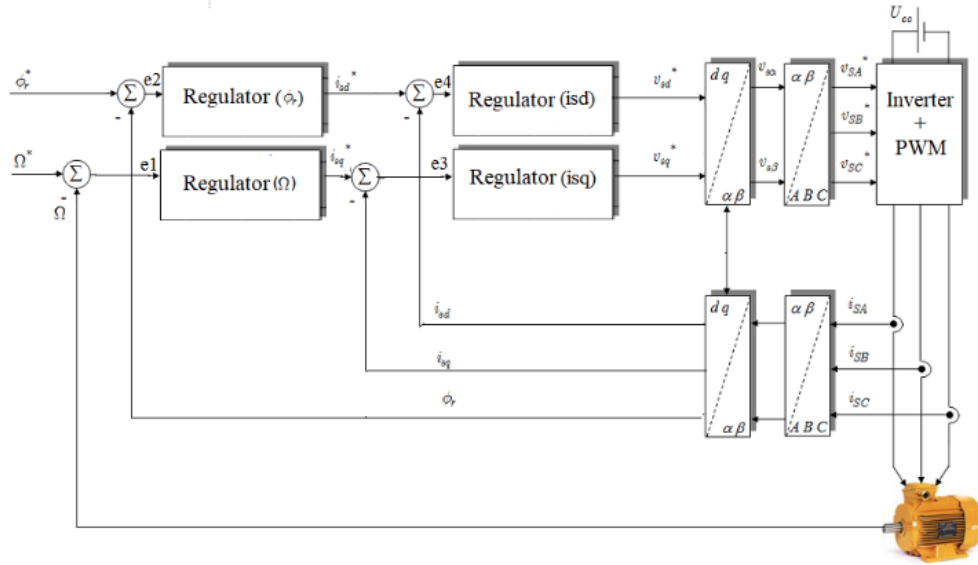 U_cc
ϕ_r^*
e2
Regulator (ϕ_r)
i_sd^*
e4
Regulator (isd)
v_sd^*
d q
α β
v_sα
α β
A B C
v_SA^*
Inverter
+
PWM
v_SB^*
Ω^*
e1
Regulator (Ω)
i_sq^*
e3
Regulator (isq)
v_sq^*
v_sβ
v_SC^*
Σ
Σ
Σ
Σ
-
-
-
-
Ω
i_sd
d q
α β
α β
A B C
i_SA
i_sq
i_SB
ϕ_r
i_SC